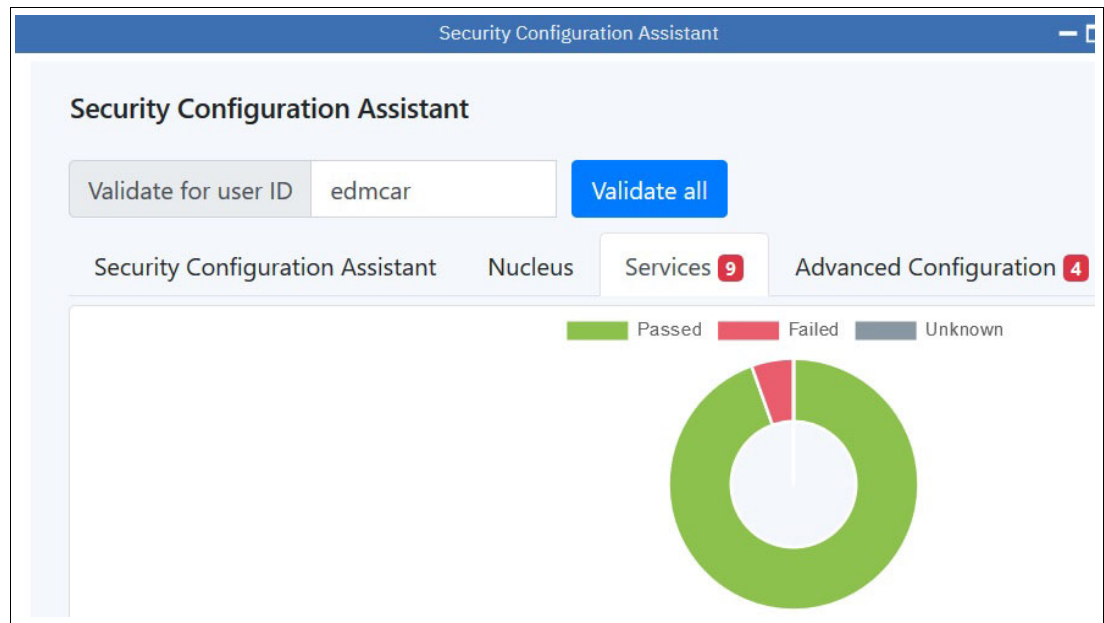 Security Configuration Assistant
Security Configuration Assistant
Validate for user ID edmcar Validate all
Security Configuration Assistant Nucleus Services 9 Advanced Configuration 4
Passed Failed Unknown